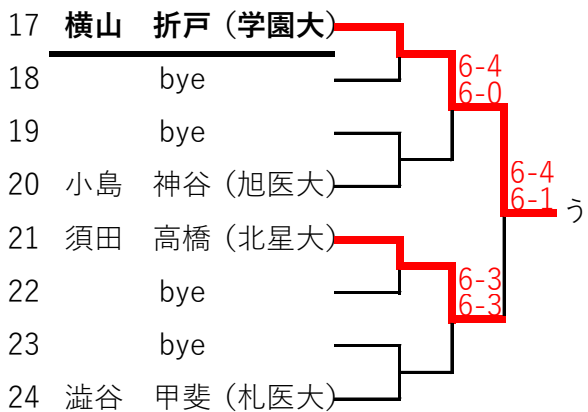 17 横山 折戸（学園大）
18 bye
6-4
6-0
19 bye
20 小島 神谷（旭医大）
6-4
6-1
う
21 須田 高橋（北星大）
22 bye
6-3
6-3
23 bye
24 澁谷 甲斐（札医大）